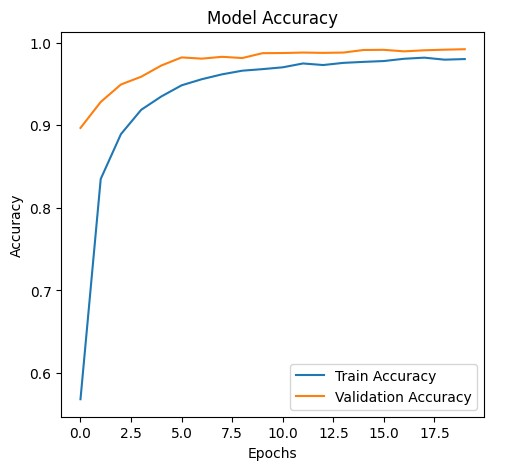 Model Accuracy
1.0
0.9
0.8
0.7
0.6
Accuracy
Train Accuracy
Validation Accuracy
0.0 2.5 5.0 7.5 10.0 12.5 15.0 17.5
Epochs